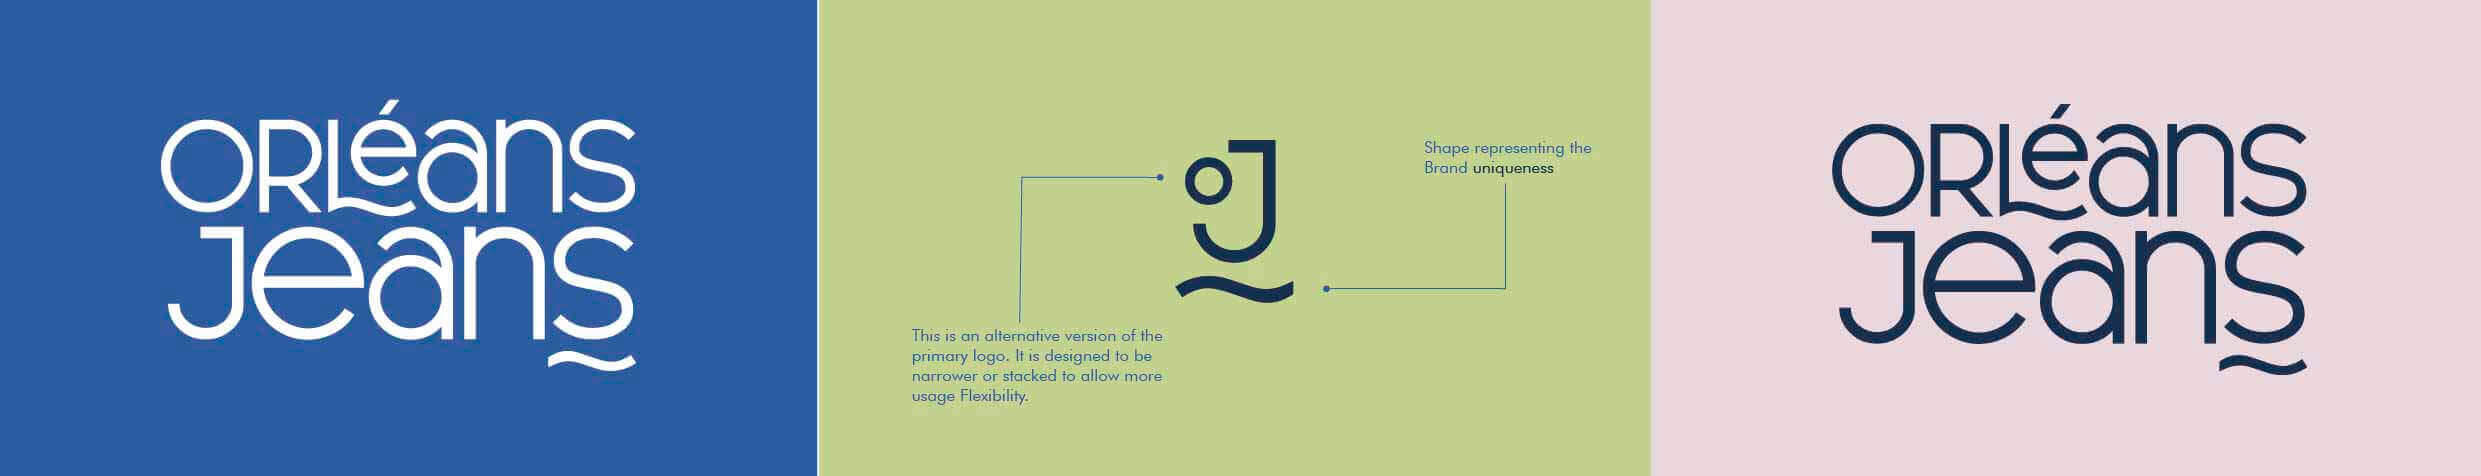 ORLéans
Jeans
oJ
This is an alternative version of the
primary logo. It is designed to be
narrower or stacked to allow more
usage Flexibility.
Shape representing the
Brand uniqueness
ORLéans
Jeans